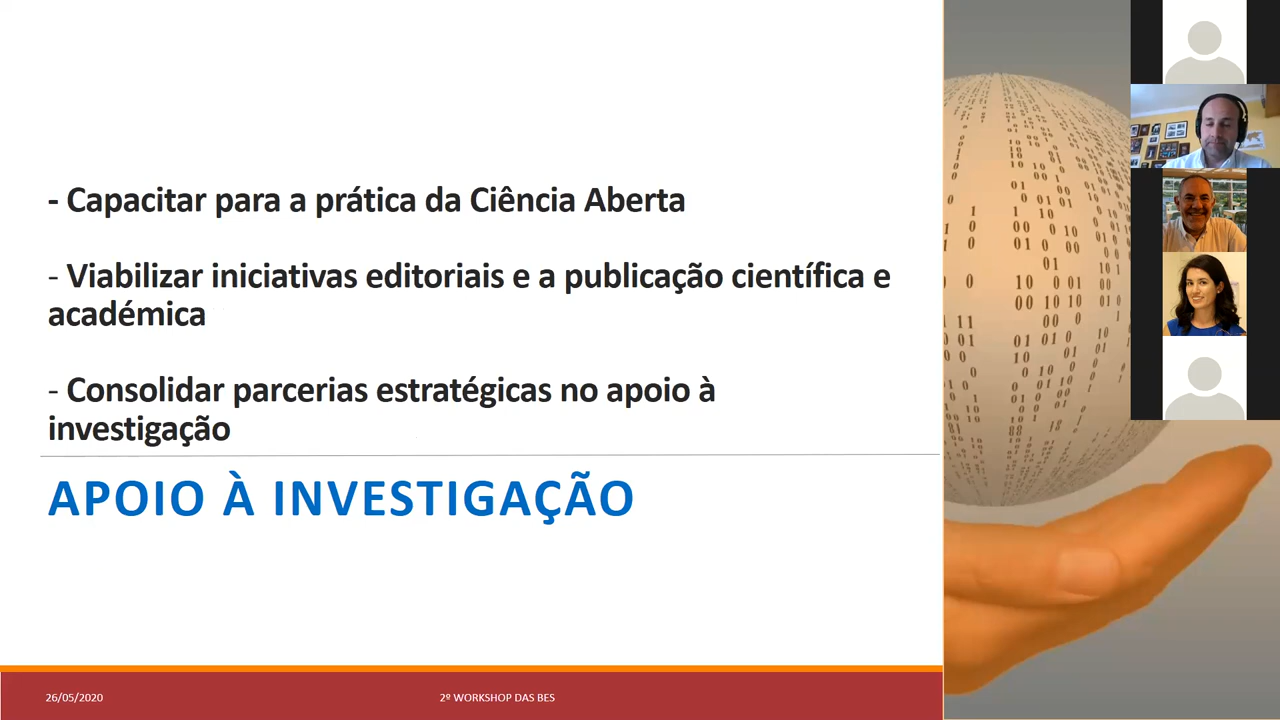 - Capacitar para a prática da Ciência Aberta
- Viabilizar iniciativas editoriais e a publicação científica e
académica
- Consolidar parcerias estratégicas no apoio à
investigação
APOIO À INVESTIGAÇÃO
26/05/2020
2º WORKSHOP DAS BES